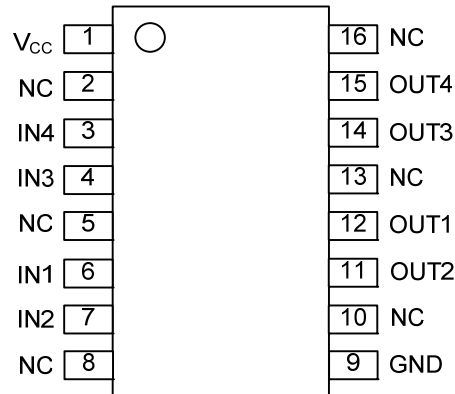 V_CC 1 16 NC
NC 2 15 OUT4
IN4 3 14 OUT3
IN3 4 13 NC
NC 5 12 OUT1
IN1 6 11 OUT2
IN2 7 10 NC
NC 8 9 GND